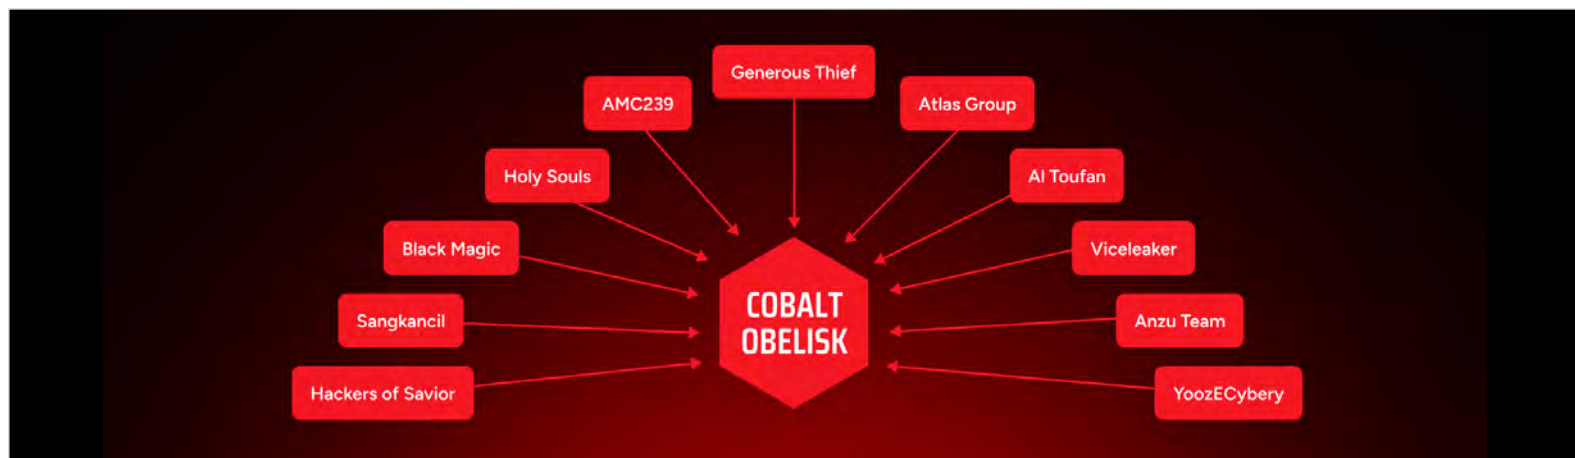 Generous Thief
AMC239
Atlas Group
Holy Souls
Al Toufan
Black Magic
Viceleaker
COBALT
OBELISK
Sangkancil
Anzu Team
Hackers of Savior
YoozECybery